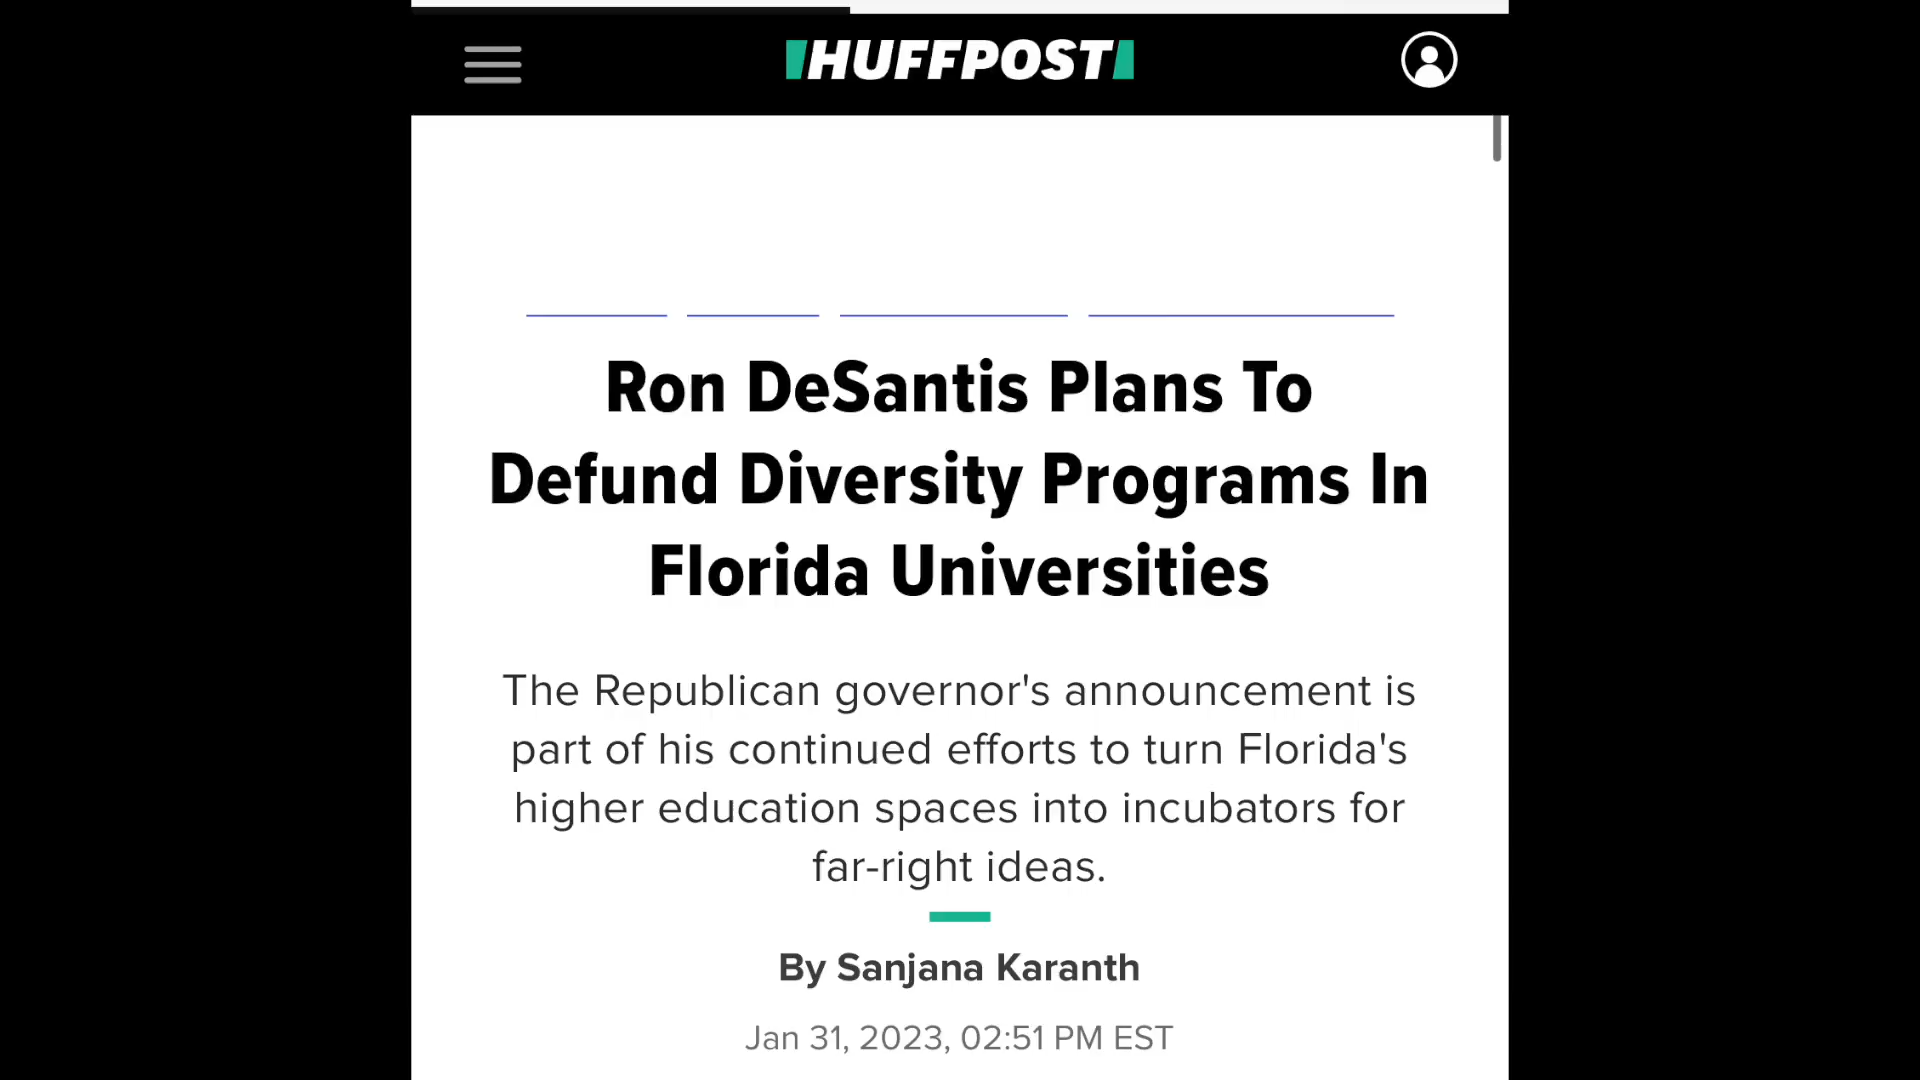 HUFFPOST
Ron DeSantis Plans To
Defund Diversity Programs In
Florida Universities
The Republican governor's announcement is
part of his continued efforts to turn Florida's
higher education spaces into incubators for
far-right ideas.
By Sanjana Karanth
Jan 31, 2023, 02:51 PM EST